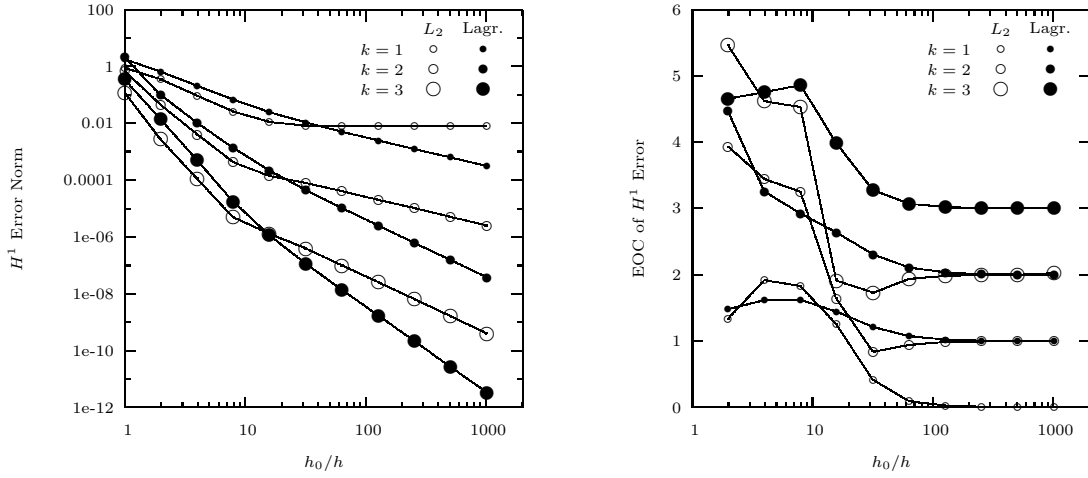 100
1
0.01
0.0001
1e-06
1e-08
1e-10
1e-12
1 10 100 1000
H¹ Error Norm
h₀/h
L₂ Lagr.
k = 1
k = 2
k = 3
6
5
4
3
2
1
0
1 10 100 1000
EOC of H¹ Error
h₀/h
L₂ Lagr.
k = 1
k = 2
k = 3